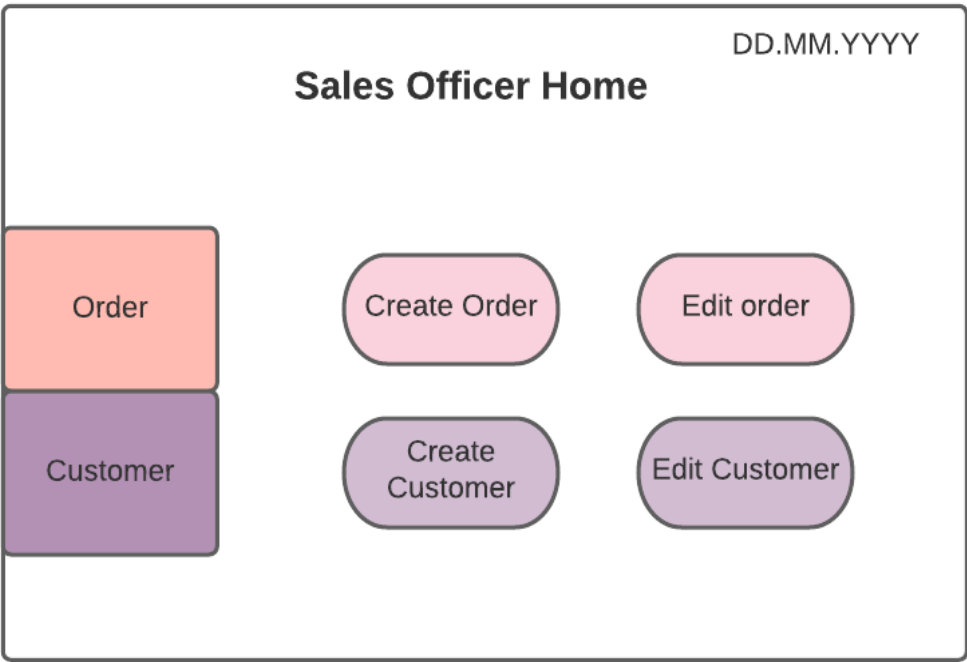 DD.MM.YYYY
Sales Officer Home
Order
Create Order
Edit order
Customer
Create
Customer
Edit Customer